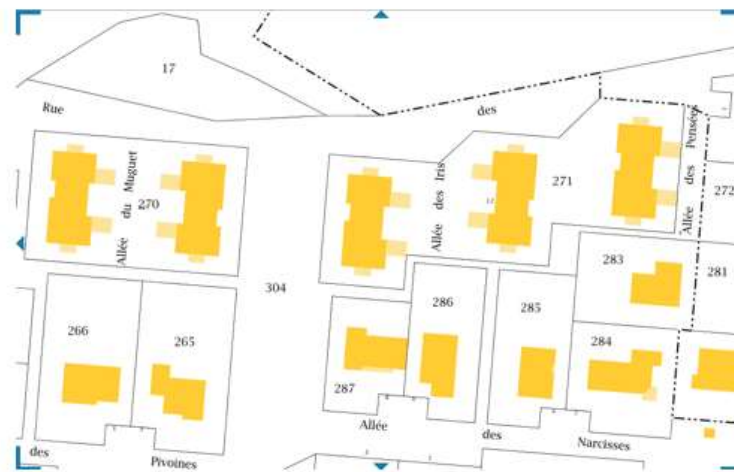 17
Rue
des
Allée du Muguet
270
Allée des Iris
12
271
Allée des Pensées
272
304
283
281
266
265
286
285
284
287
Allée
des
Narcisses
des
Pivoines